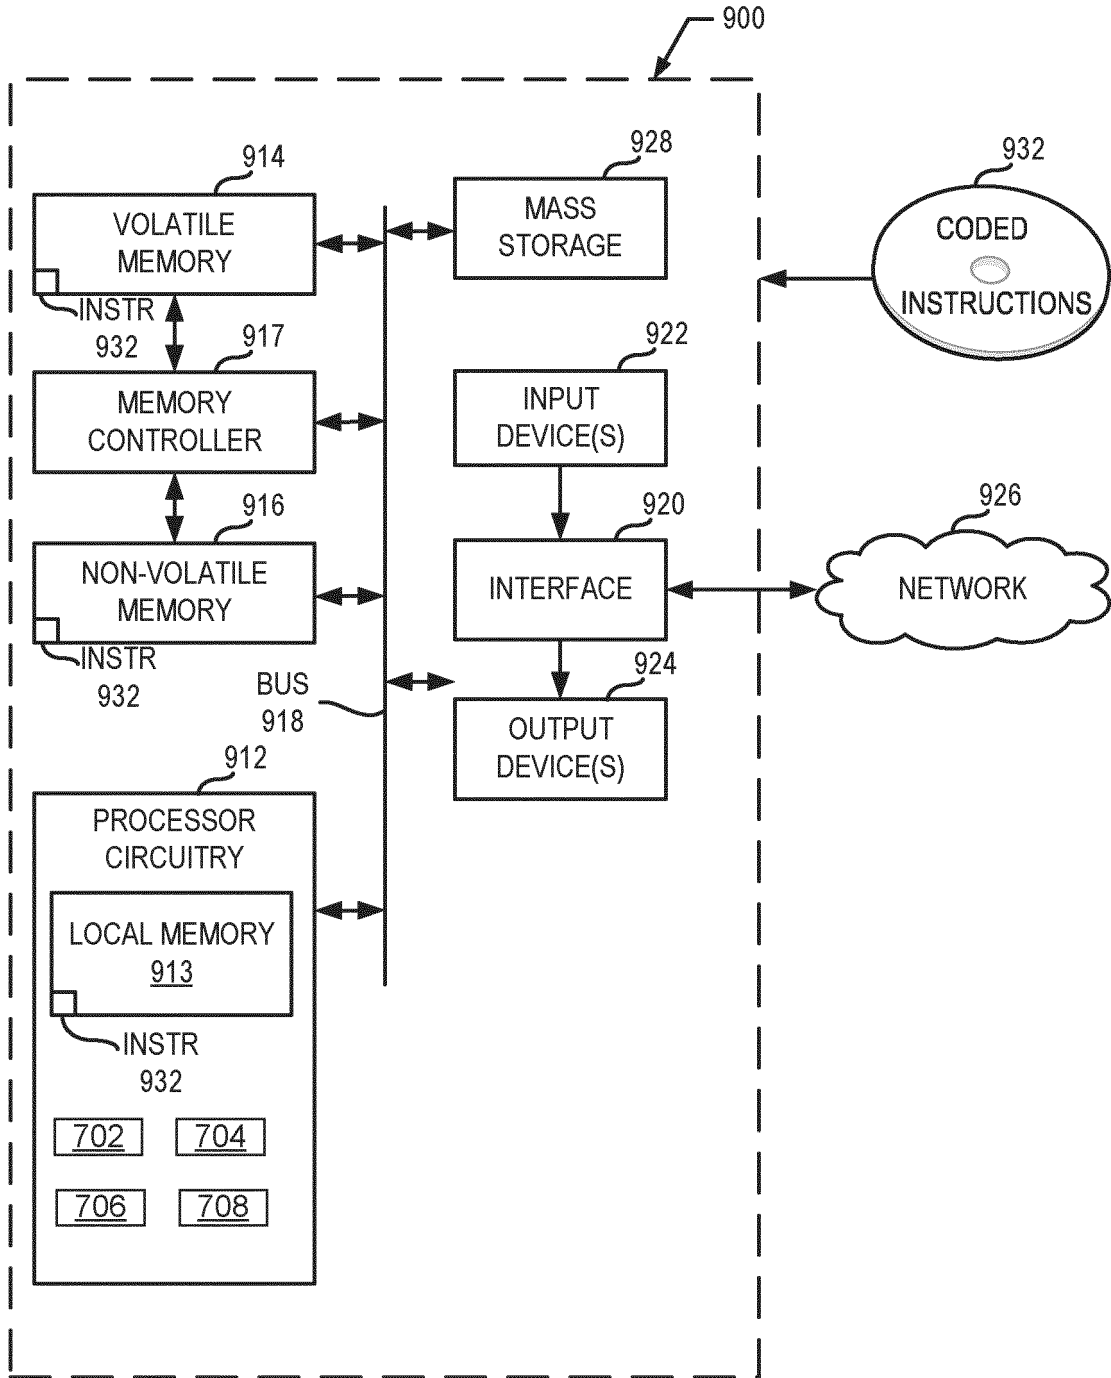 900
914
VOLATILE
MEMORY
INSTR
932
917
MEMORY
CONTROLLER
916
NON-VOLATILE
MEMORY
INSTR
932
BUS
918
912
PROCESSOR
CIRCUITRY
LOCAL MEMORY
913
INSTR
932
702
704
706
708
928
MASS
STORAGE
922
INPUT
DEVICE(S)
920
INTERFACE
924
OUTPUT
DEVICE(S)
932
CODED
INSTRUCTIONS
926
NETWORK